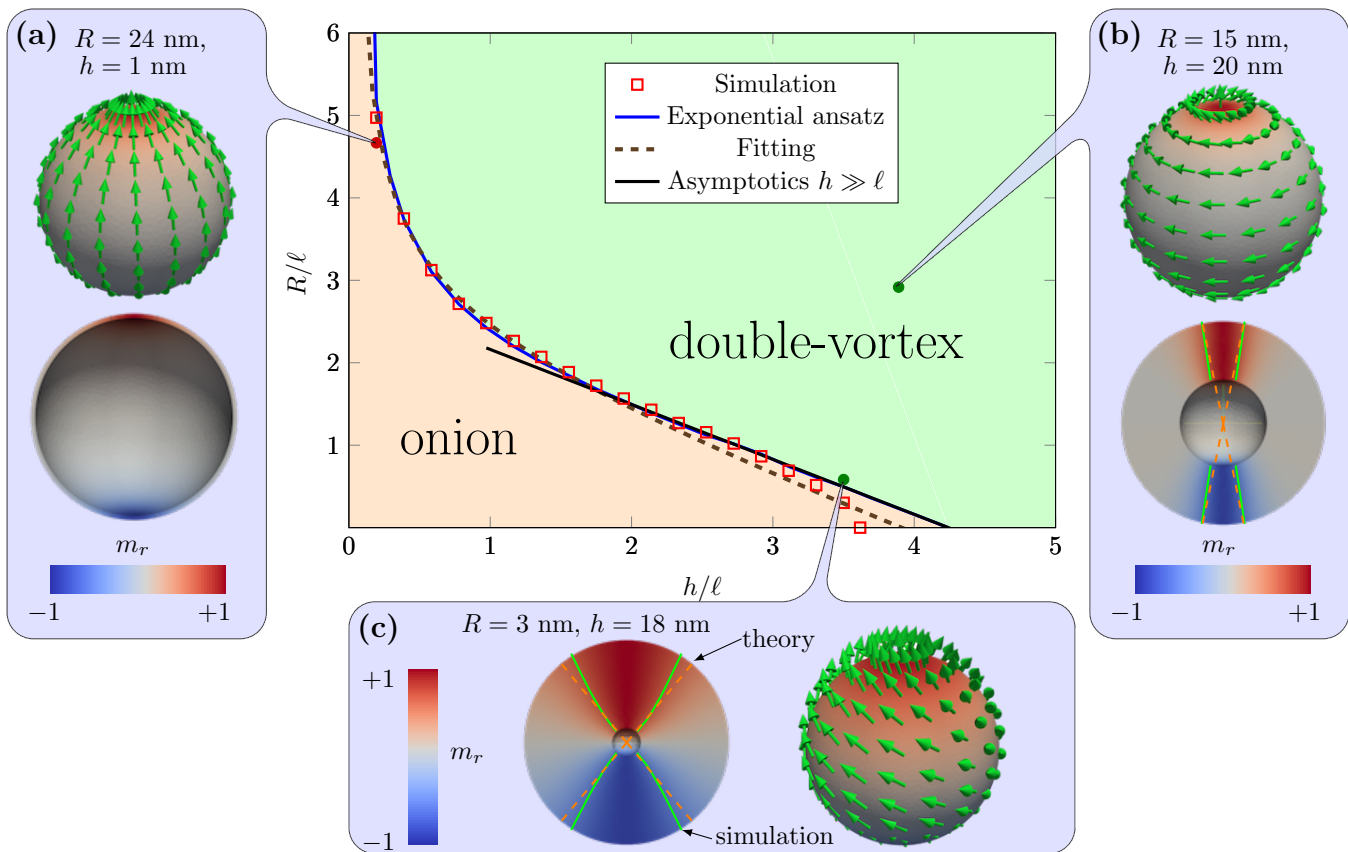 (a)
R = 24 nm,
h = 1 nm
m_r
−1 +1
6
5
4
3
2
1
R/ℓ
0 1 2 3 4 5
h/ℓ
Simulation
Exponential ansatz
Fitting
Asymptotics h ≫ ℓ
double-vortex
onion
(b)
R = 15 nm,
h = 20 nm
m_r
−1 +1
(c)
R = 3 nm, h = 18 nm
theory
+1
m_r
−1
simulation